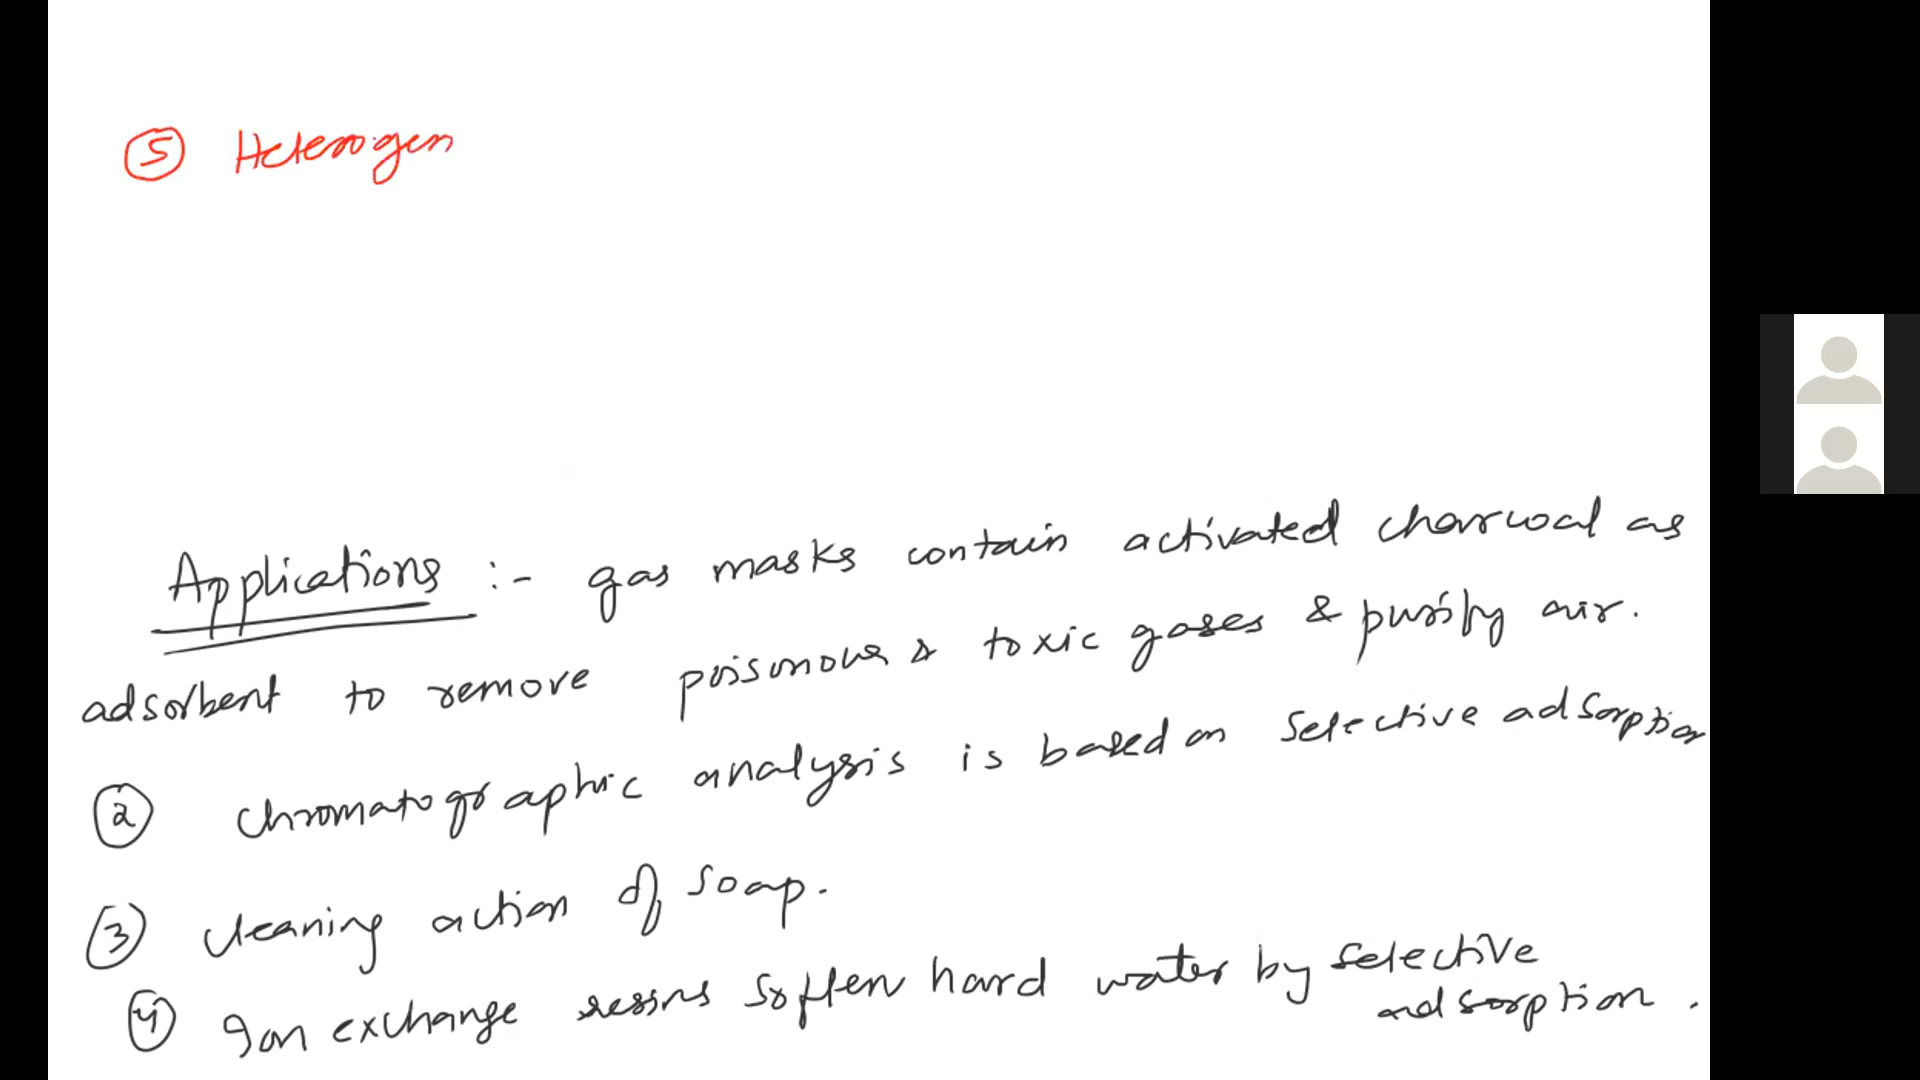 ⑤ Heterogen
Applications :- gas masks contain activated charcoal as
adsorbent to remove poisonous & toxic gases & purify air.
② chromatographic analysis is based on selective adsorption
③ cleaning action of soap.
④ Ion exchange resins soften hard water by selective
adsorption.